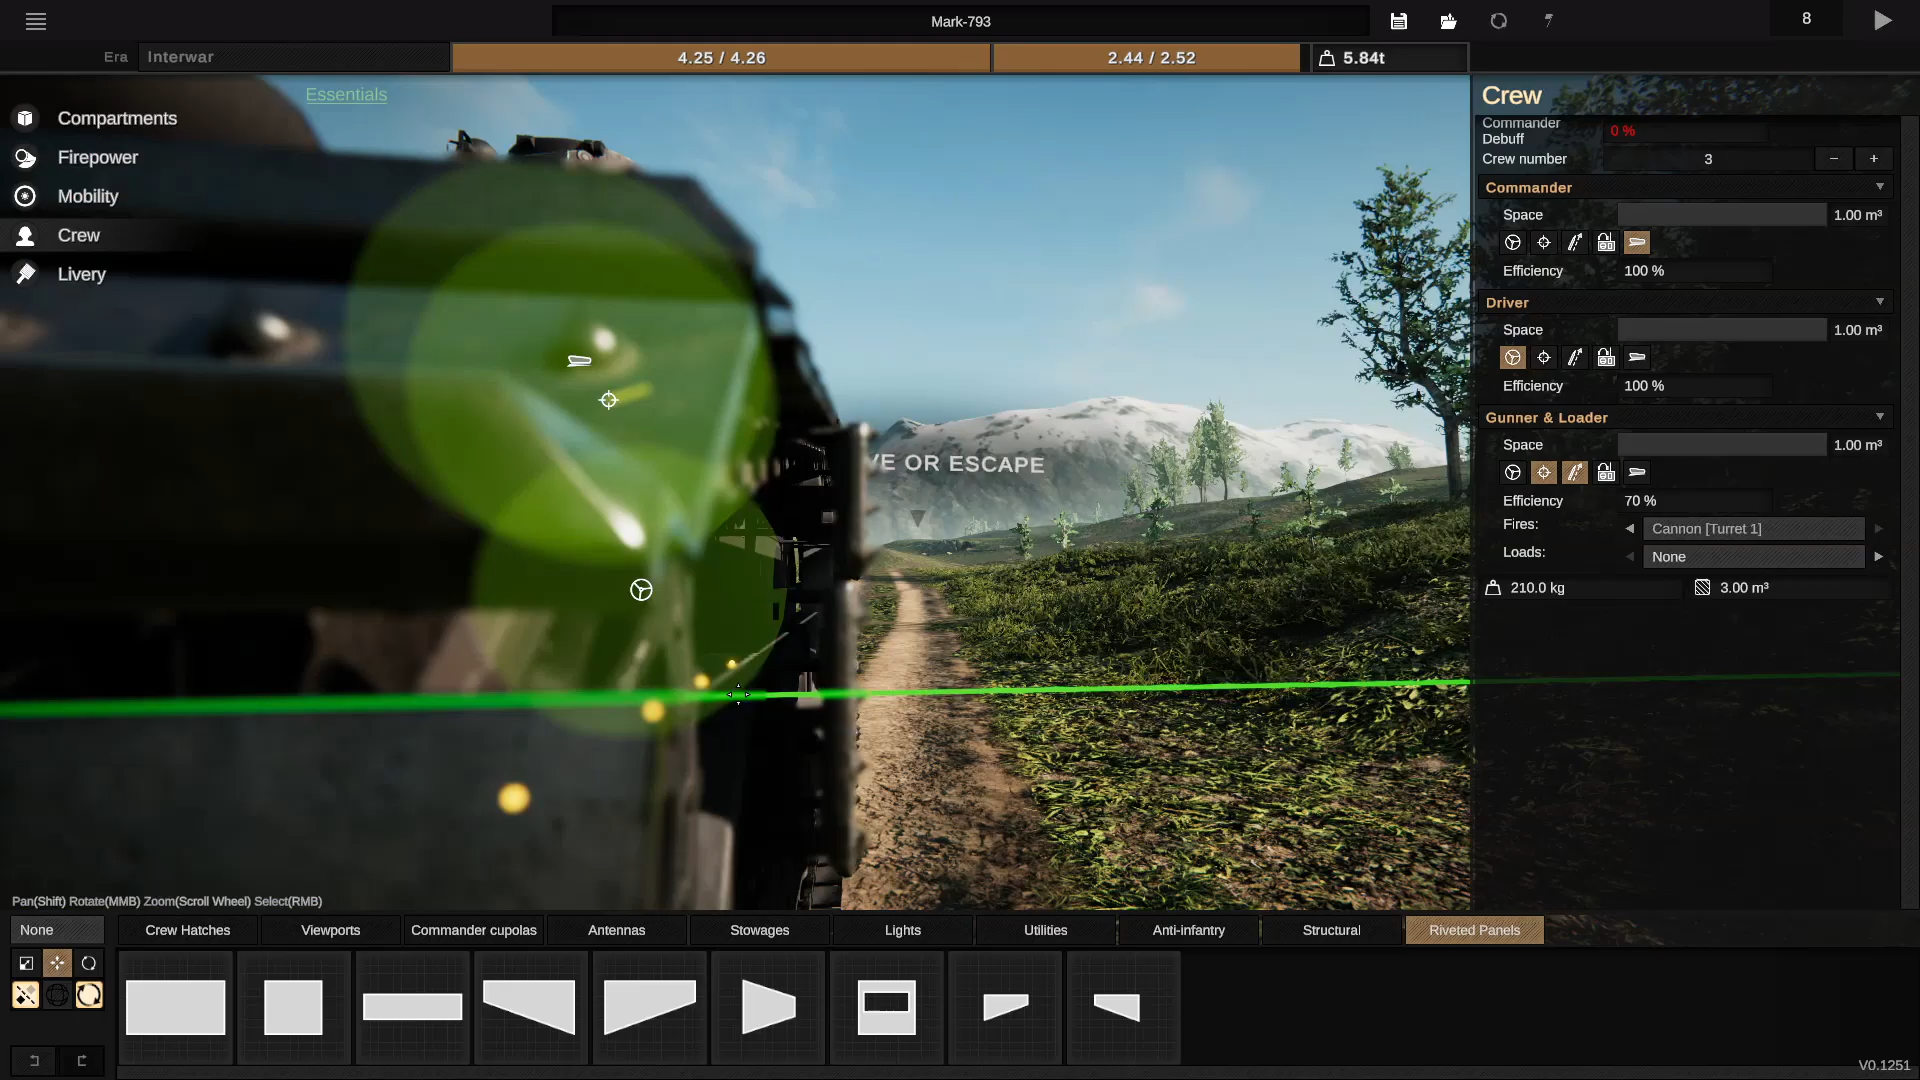 Mark-793
8
Era
Interwar
4.25 / 4.26
2.44 / 2.52
5.84t
Essentials
Compartments
Firepower
Mobility
Crew
Livery
VE OR ESCAPE
Crew
Commander
Debuff
0 %
Crew number
3
Commander
Space
1.00 m³
Efficiency
100 %
Driver
Space
1.00 m³
Efficiency
100 %
Gunner & Loader
Space
1.00 m³
Efficiency
70 %
Fires:
Cannon [Turret 1]
Loads:
None
210.0 kg
3.00 m³
Pan(Shift) Rotate(MMB) Zoom(Scroll Wheel) Select(RMB)
None
Crew Hatches
Viewports
Commander cupolas
Antennas
Stowages
Lights
Utilities
Anti-infantry
Structural
Riveted Panels
V0.1251